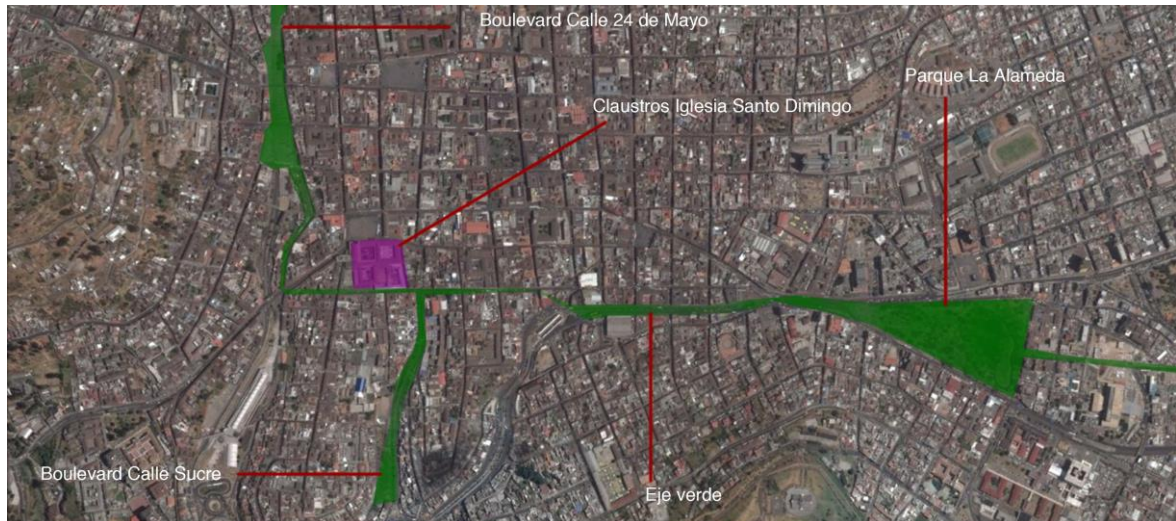 Boulevard Calle 24 de Mayo
Parque La Alameda
Claustros Iglesia Santo Dimingo
Boulevard Calle Sucre
Eje verde